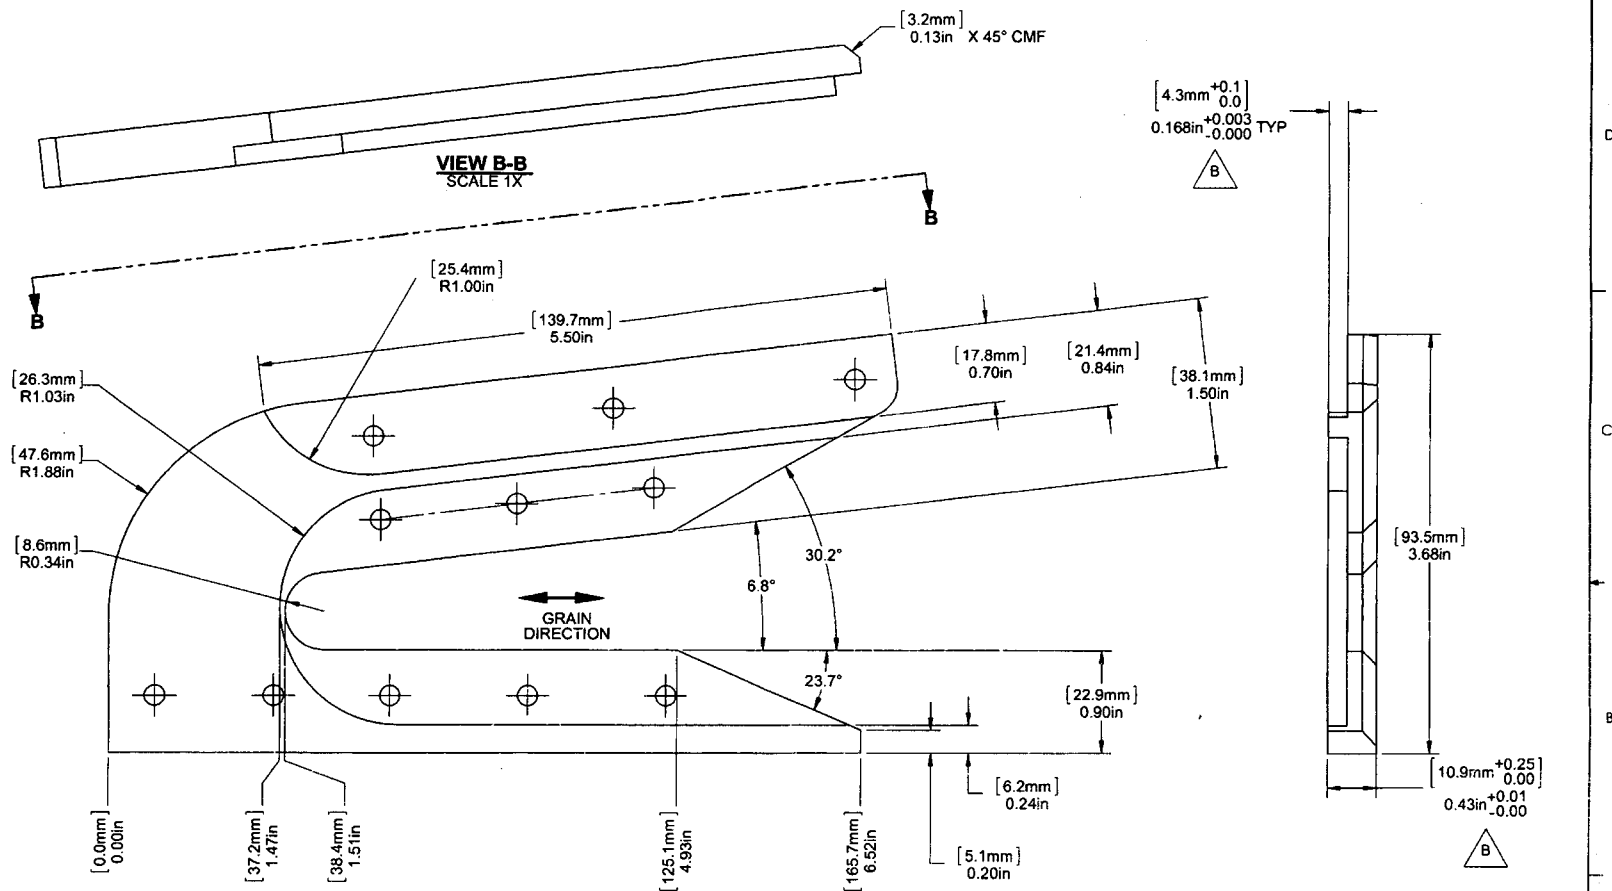 [3.2mm]
0.13in X 45° CMF
[4.3mm +0.1 0.0]
0.168in +0.003 -0.000 TYP
B
D
VIEW B-B
SCALE 1X
B
B
[25.4mm]
R1.00in
[139.7mm]
5.50in
[17.8mm]
0.70in
[21.4mm]
0.84in
[38.1mm]
1.50in
[26.3mm]
R1.03in
[47.6mm]
R1.88in
C
[8.6mm]
R0.34in
30.2°
6.8°
GRAIN
DIRECTION
[93.5mm]
3.68in
23.7°
[22.9mm]
0.90in
B
[6.2mm]
0.24in
[10.9mm +0.25 0.00]
0.43in +0.01 -0.00
B
[0.0mm]
0.00in
[37.2mm]
1.47in
[38.4mm]
1.51in
[125.1mm]
4.93in
[165.7mm]
6.52in
[5.1mm]
0.20in